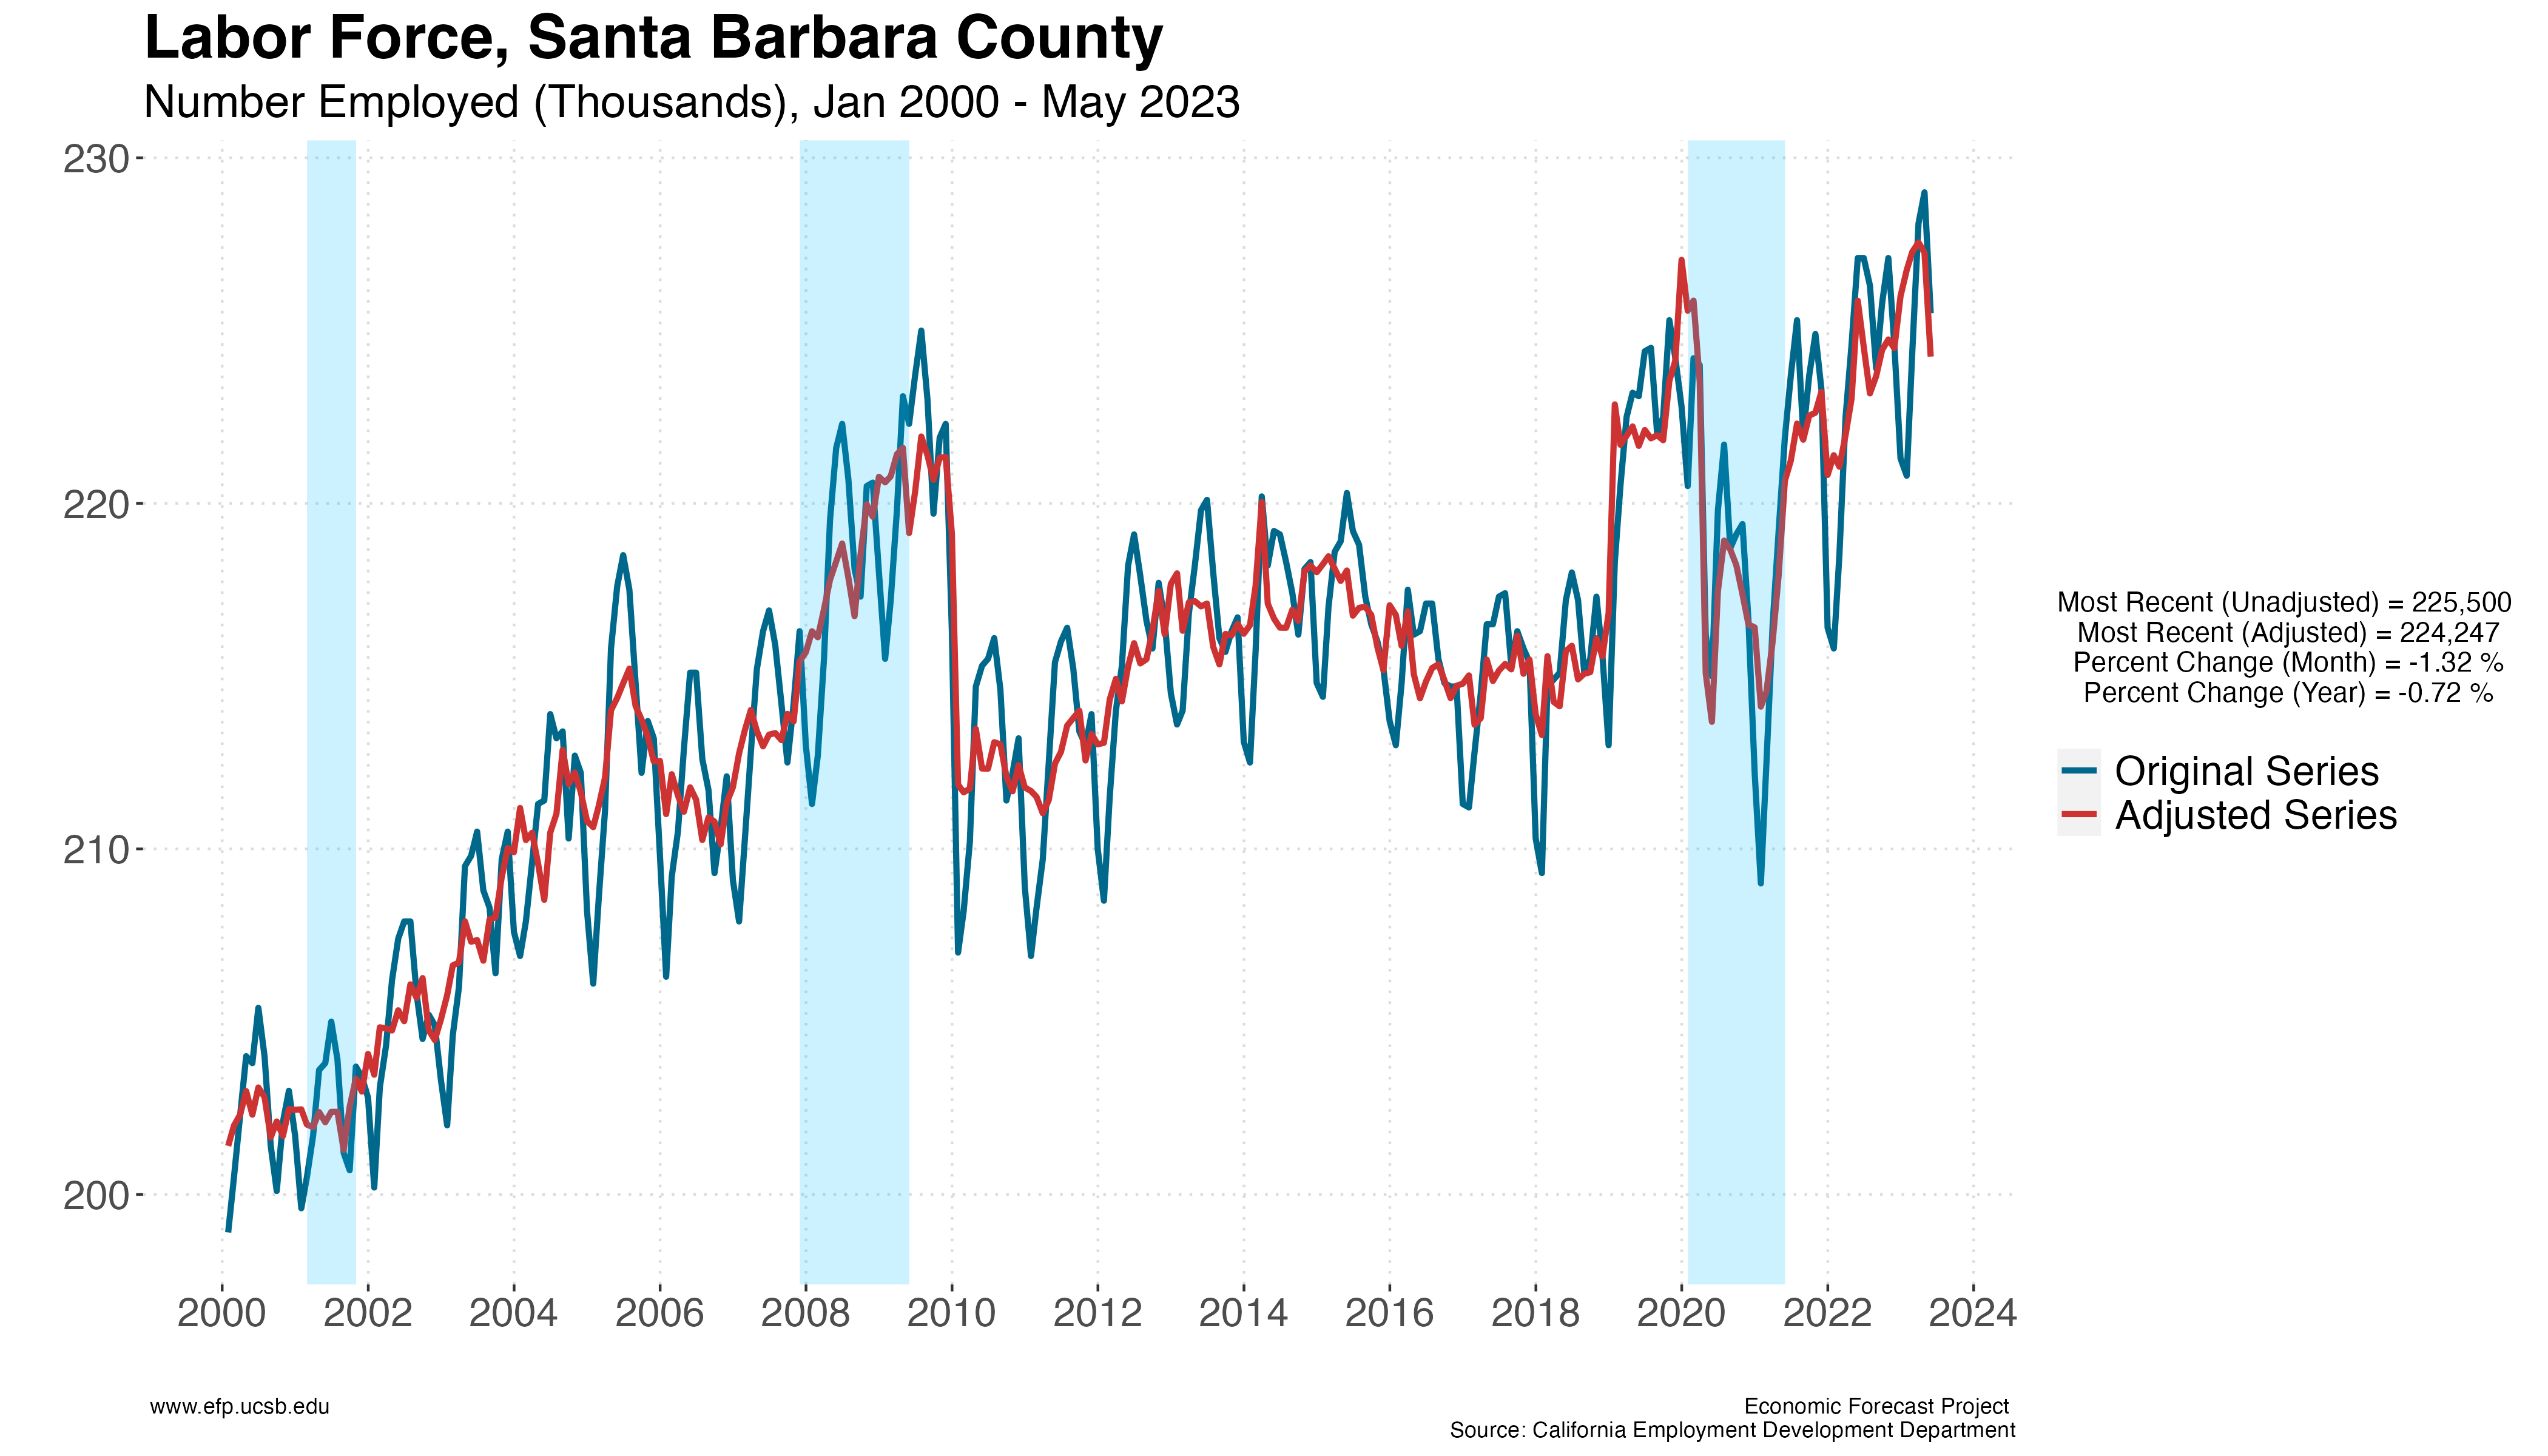 Labor Force, Santa Barbara County
Number Employed (Thousands), Jan 2000 - May 2023
230
220
210
200
2000 2002 2004 2006 2008 2010 2012 2014 2016 2018 2020 2022 2024
Most Recent (Unadjusted) = 225,500
Most Recent (Adjusted) = 224,247
Percent Change (Month) = -1.32 %
Percent Change (Year) = -0.72 %
Original Series
Adjusted Series
www.efp.ucsb.edu
Economic Forecast Project
Source: California Employment Development Department